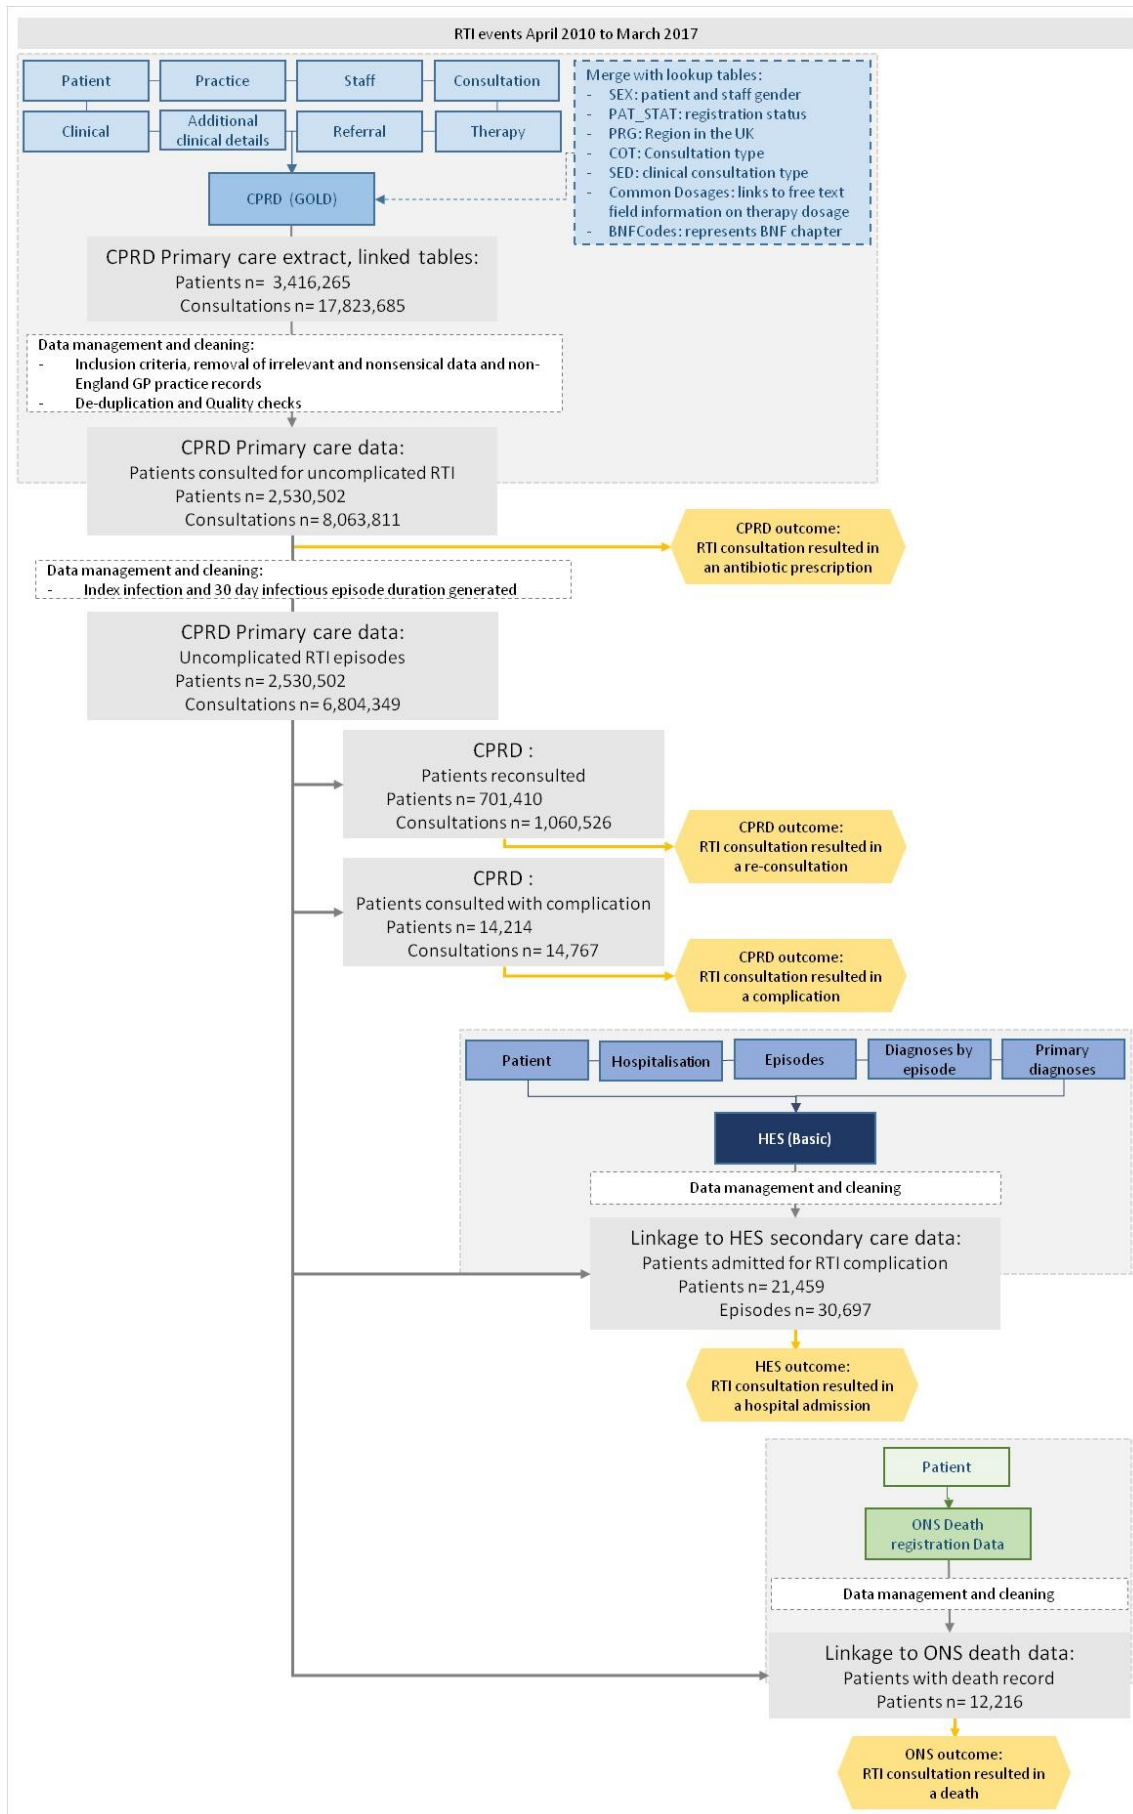 RTI events April 2010 to March 2017
Patient
Practice
Staff
Consultation
Clinical
Additional
clinical details
Referral
Therapy
Merge with lookup tables:
- SEX: patient and staff gender
- PAT_STAT: registration status
- PRG: Region in the UK
- COT: Consultation type
- SED: clinical consultation type
- Common Dosages: links to free text
field information on therapy dosage
- BNFCodes: represents BNF chapter
CPRD (GOLD)
CPRD Primary care extract, linked tables:
Patients n= 3,416,265
Consultations n= 17,823,685
Data management and cleaning:
- Inclusion criteria, removal of irrelevant and nonsensical data and non-
England GP practice records
- De-duplication and Quality checks
CPRD Primary care data:
Patients consulted for uncomplicated RTI
Patients n= 2,530,502
Consultations n= 8,063,811
CPRD outcome:
RTI consultation resulted in
an antibiotic prescription
Data management and cleaning:
- Index infection and 30 day infectious episode duration generated
CPRD Primary care data:
Uncomplicated RTI episodes
Patients n= 2,530,502
Consultations n= 6,804,349
CPRD :
Patients reconsulted
Patients n= 701,410
Consultations n= 1,060,526
CPRD outcome:
RTI consultation resulted in
a re-consultation
CPRD :
Patients consulted with complication
Patients n= 14,214
Consultations n= 14,767
CPRD outcome:
RTI consultation resulted in
a complication
Patient
Hospitalisation
Episodes
Diagnoses by
episode
Primary
diagnoses
HES (Basic)
Data management and cleaning
Linkage to HES secondary care data:
Patients admitted for RTI complication
Patients n= 21,459
Episodes n= 30,697
HES outcome:
RTI consultation resulted in
a hospital admission
Patient
ONS Death
registration Data
Data management and cleaning
Linkage to ONS death data:
Patients with death record
Patients n= 12,216
ONS outcome:
RTI consultation resulted in
a death